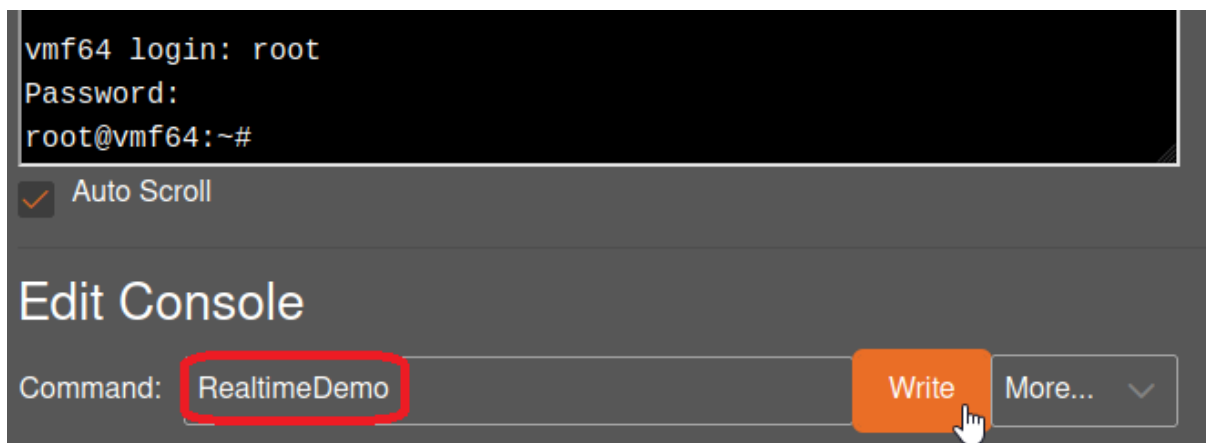 vmf64 login: root
Password:
root@vmf64:~#
Auto Scroll
Edit Console
Command: RealtimeDemo Write More...